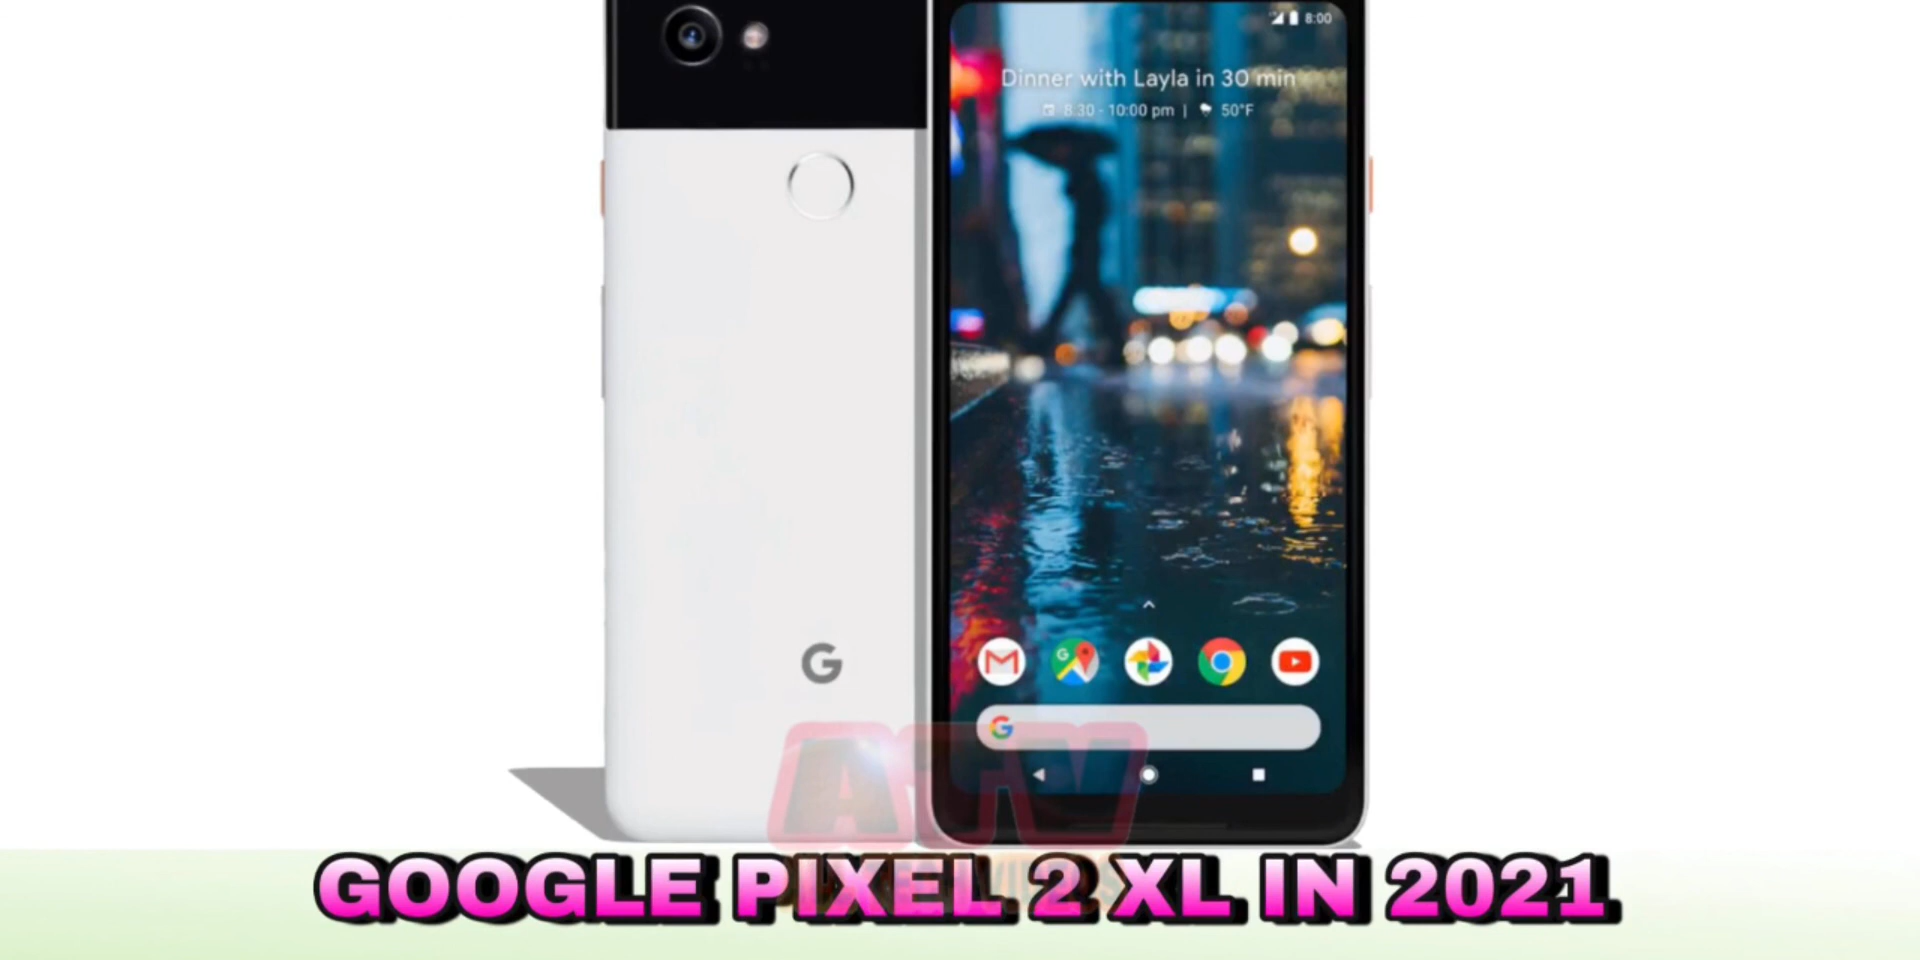 8:00
Dinner with Layla in 30 min
8:30 - 10:00 pm | 50°F
G
G
ATV
GOOGLE PIXEL 2 XL IN 2021